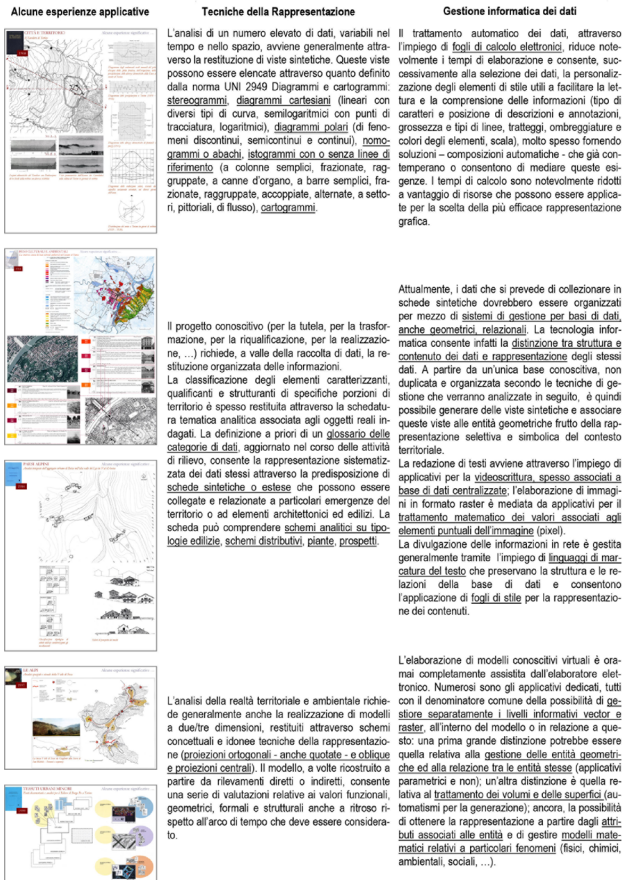 Alcune esperienze applicative
Tecniche della Rappresentazione
Gestione informatica dei dati
L'analisi di un numero elevato di dati, variabili nel
tempo e nello spazio, avviene generalmente attra-
verso la restituzione di viste sintetiche. Queste viste
possono essere elencate attraverso quanto definito
dalla norma UNI 2949 Diagrammi e cartogrammi:
stereogrammi, diagrammi cartesiani (lineari con
diversi tipi di curva, semilogaritmici con punti di
tracciatura, logaritmici), diagrammi polari (di feno-
meni discontinui, semicontinui e continui), nomo-
grammi o abachi, istogrammi con o senza linee di
riferimento (a colonne semplici, frazionate, rag-
gruppate, a canne d'organo, a barre semplici, fra-
zionate, raggruppate, accoppiate, alternate, a setto-
ri, pittoriali, di flusso), cartogrammi.
Il trattamento automatico dei dati, attraverso
l'impiego di fogli di calcolo elettronici, riduce note-
volmente i tempi di elaborazione e consente, suc-
cessivamente alla selezione dei dati, la personaliz-
zazione degli elementi di stile utili a facilitare la let-
tura e la comprensione delle informazioni (tipo di
caratteri e posizione di descrizioni e annotazioni,
grossezza e tipi di linee, tratteggi, ombreggiature e
colori degli elementi, scala), molto spesso fornendo
soluzioni – composizioni automatiche - che già con-
temperano o consentono di mediare queste esi-
genze. I tempi di calcolo sono notevolmente ridotti
a vantaggio di risorse che possono essere applica-
te per la scelta della più efficace rappresentazione
grafica.
Il progetto conoscitivo (per la tutela, per la trasfor-
mazione, per la riqualificazione, per la realizzazio-
ne, …) richiede, a valle della raccolta di dati, la re-
stituzione organizzata delle informazioni.
La classificazione degli elementi caratterizzanti,
qualificanti e strutturanti di specifiche porzioni di
territorio è spesso restituita attraverso la schedatu-
ra tematica analitica associata agli oggetti reali in-
dagati. La definizione a priori di un glossario delle
categorie di dati, aggiornato nel corso delle attività
di rilievo, consente la rappresentazione sistematiz-
zata dei dati stessi attraverso la predisposizione di
schede sintetiche o estese che possono essere
collegate e relazionate a particolari emergenze del
territorio o ad elementi architettonici ed edilizi. La
scheda può comprendere schemi analitici su tipo-
logie edilizie, schemi distributivi, piante, prospetti.
Attualmente, i dati che si prevede di collezionare in
schede sintetiche dovrebbero essere organizzati
per mezzo di sistemi di gestione per basi di dati,
anche geometrici, relazionali. La tecnologia infor-
matica consente infatti la distinzione tra struttura e
contenuto dei dati e rappresentazione degli stessi
dati. A partire da un'unica base conoscitiva, non
duplicata e organizzata secondo le tecniche di ge-
stione che verranno analizzate in seguito, è quindi
possibile generare delle viste sintetiche e associare
queste viste alle entità geometriche frutto della rap-
presentazione selettiva e simbolica del contesto
territoriale.
La redazione di testi avviene attraverso l'impiego di
applicativi per la videoscrittura, spesso associati a
base di dati centralizzate; l'elaborazione di immagi-
ni in formato raster è mediata da applicativi per il
trattamento matematico dei valori associati agli
elementi puntuali dell'immagine (pixel).
La divulgazione delle informazioni in rete è gestita
generalmente tramite l'impiego di linguaggi di mar-
catura del testo che preservano la struttura e le re-
lazioni della base di dati e consentono
l'applicazione di fogli di stile per la rappresentazio-
ne dei contenuti.
L'analisi della realtà territoriale e ambientale richie-
de generalmente anche la realizzazione di modelli
a due/tre dimensioni, restituiti attraverso schemi
concettuali e idonee tecniche della rappresentazio-
ne (proiezioni ortogonali - anche quotate - e oblique
e proiezioni centrali). Il modello, a volte ricostruito a
partire da rilevamenti diretti o indiretti, consente
una serie di valutazioni relative ai valori funzionali,
geometrici, formali e strutturali anche a ritroso ri-
spetto all'arco di tempo che deve essere considera-
to.
L'elaborazione di modelli conoscitivi virtuali è ora-
mai completamente assistita dall'elaboratore elet-
tronico. Numerosi sono gli applicativi dedicati, tutti
con il denominatore comune della possibilità di ge-
stiore separatamente i livelli informativi vector e
raster, all'interno del modello o in relazione a que-
sto: una prima grande distinzione potrebbe essere
quella relativa alla gestione delle entità geometri-
che ed alla relazione tra le entità stesse (applicativi
parametrici e non); un'altra distinzione è quella re-
lativa al trattamento dei volumi e delle superfici (au-
tomatismi per la generazione); ancora, la possibilità
di ottenere la rappresentazione a partire dagli attri-
buti associati alle entità e di gestire modelli mate-
matici relativi a particolari fenomeni (fisici, chimici,
ambientali, sociali, …).